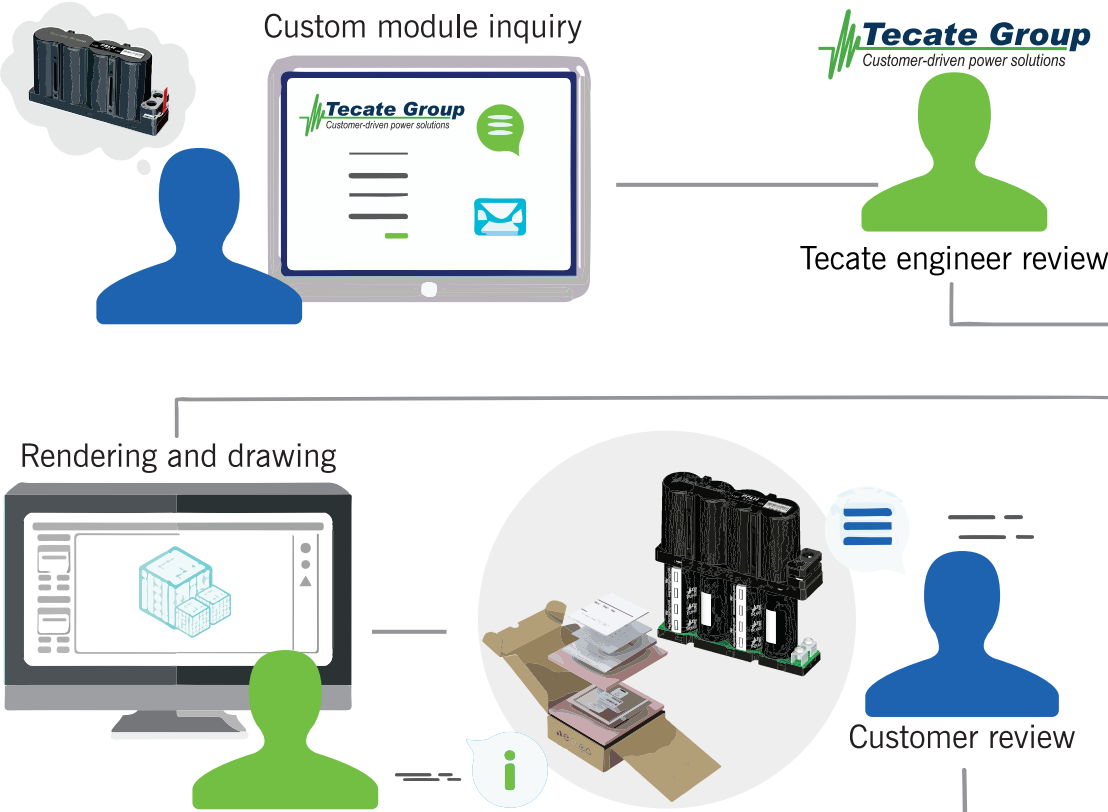 Custom module inquiry
Tecate Group
Customer-driven power solutions
Tecate Group
Customer-driven power solutions
Tecate engineer review
Rendering and drawing
i
Customer review